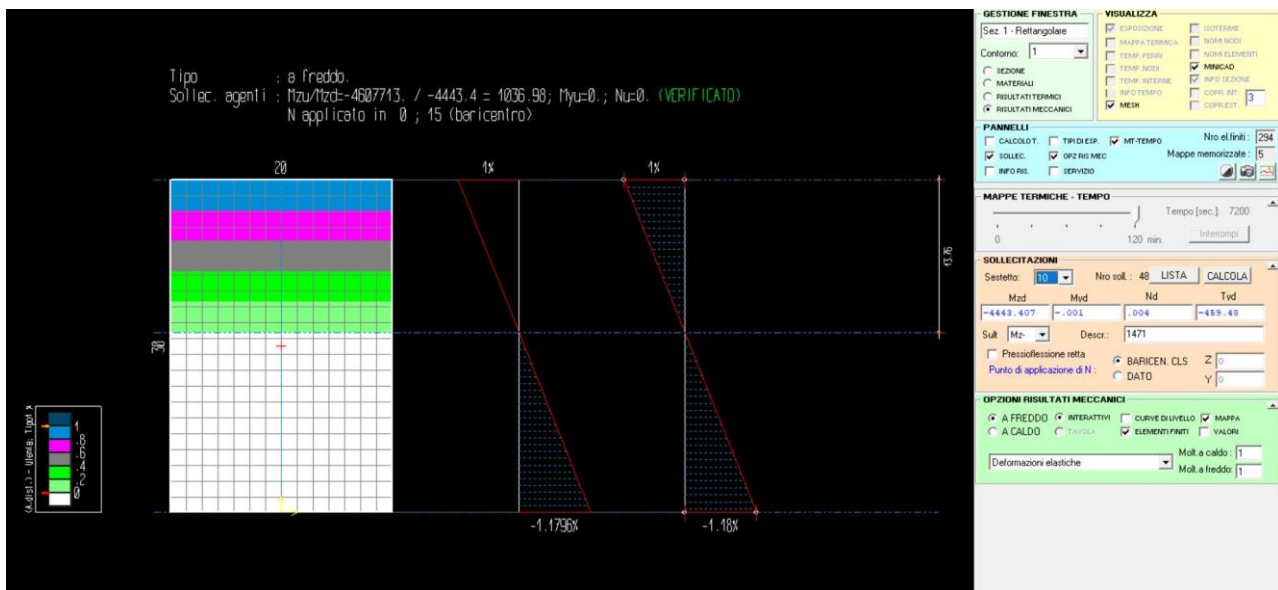 Tipo : a freddo.
Sollec. agenti : Mzu/Mzd=-4607713. / -4443.4 = 1036.98; Myu=0.; Nu=0. (VERIFICATO)
N applicato in 0 ; 15 (baricentro)
20
1%
1%
13.76
30
-1.1796%
-1.18%
1
.8
.6
.4
.2
0
GESTIONE FINESTRA
Sez. 1 - Rettangolare
Contorno: 1
SEZIONE
MATERIALI
RISULTATI TERMICI
RISULTATI MECCANICI
VISUALIZZA
ESPOSIZIONE ISOTERME
MAPPA TERMICA NOMI NODI
TEMP. FERRI NOMI ELEMENTI
TEMP. NODI MINICAD
TEMP. INTERNE INFO SEZIONE
INFO TEMPO COPR. INT: 3
MESH COPR.EST.
PANNELLI
CALCOLO T. TIPI DI ESP. MT-TEMPO Nro el.finiti : 294
SOLLEC. OPZ RIS MEC Mappe memorizzate : 5
INFO RIS. SERVIZIO
MAPPE TERMICHE - TEMPO
Tempo [sec.]: 7200
0 120 min. Interrompi
SOLLECITAZIONI
Sestetto: 10 Nro soll. : 48 LISTA CALCOLA
Mzd Myd Nd Tyd
-4443.407 -.001 .004 -459.48
Sult Mz- Descr.: 1471
Pressioflessione retta
Punto di applicazione di N :
BARICEN. CLS Z 0
DATO Y 0
OPZIONI RISULTATI MECCANICI
A FREDDO INTERATTIVI CURVE DI LIVELLO MAPPA
A CALDO TAVOLA ELEMENTI FINITI VALORI
Deformazioni elastiche
Molt.a caldo : 1
Molt.a freddo: 1